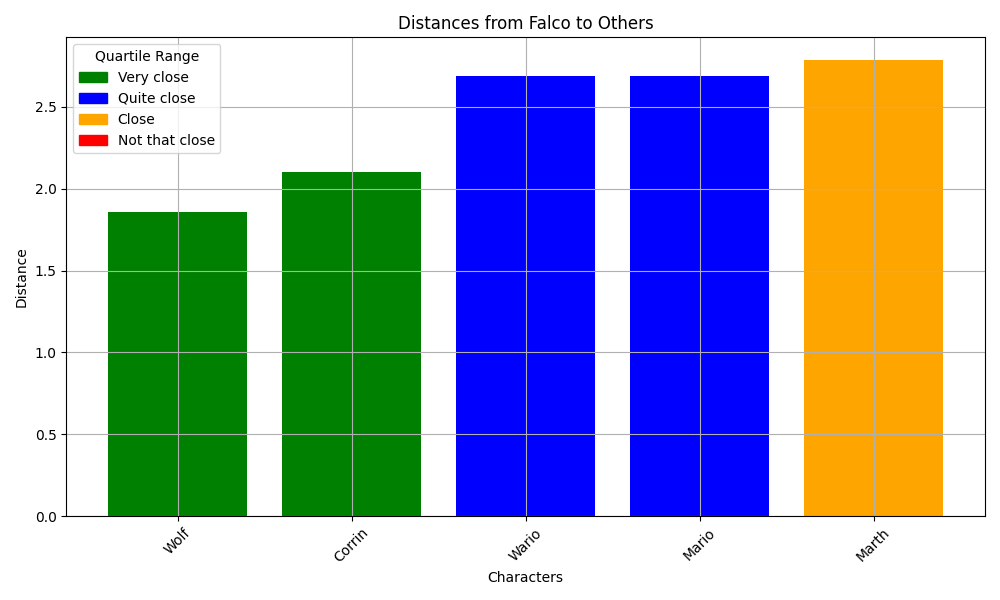 Distances from Falco to Others
Quartile Range
Very close
Quite close
Close
Not that close
Distance
2.5
2.0
1.5
1.0
0.5
0.0
Wolf
Corrin
Wario
Mario
Marth
Characters